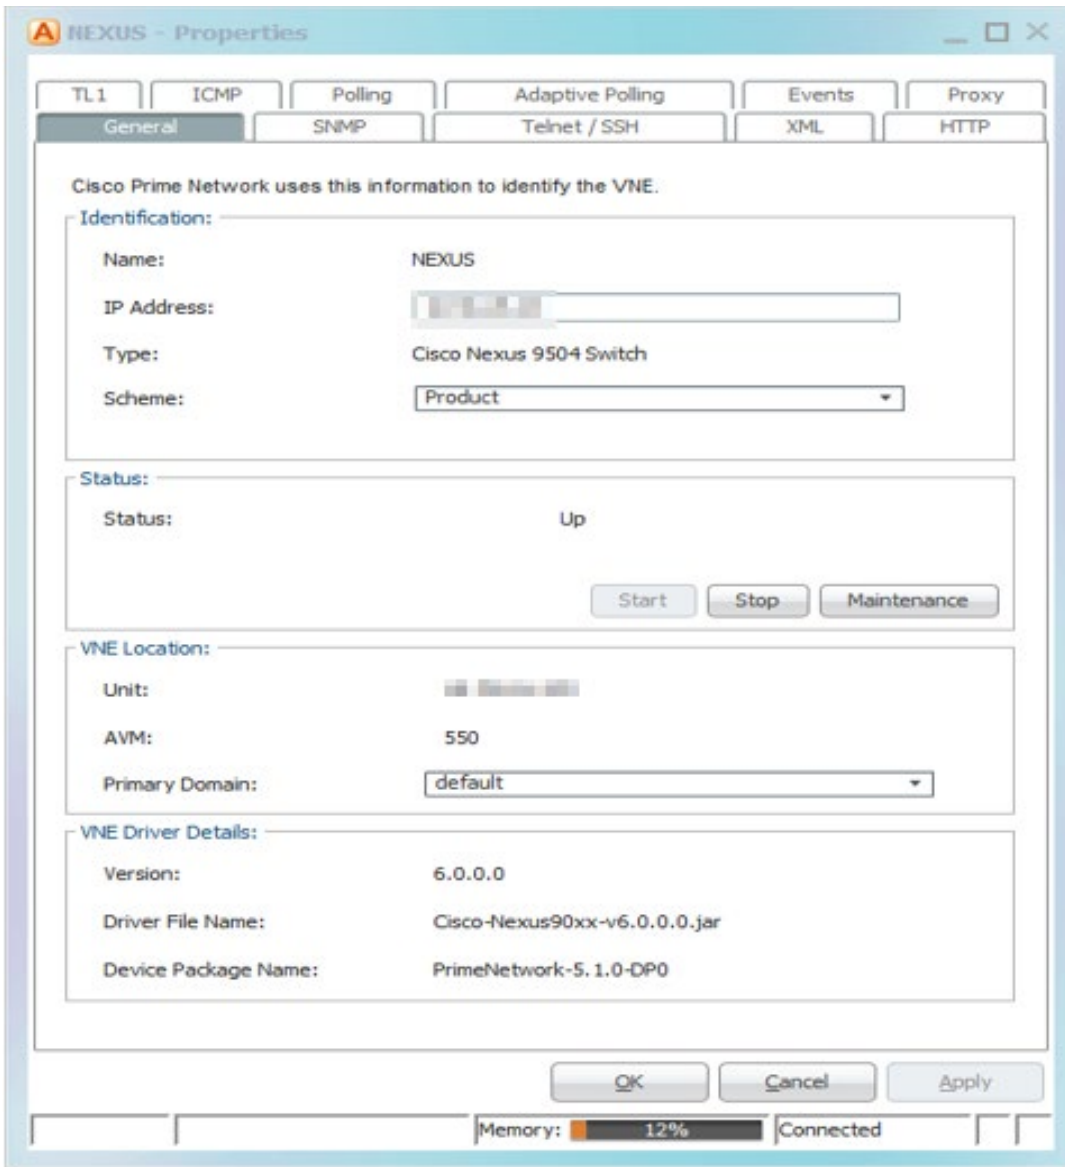 A NEXUS - Properties
TL1 ICMP Polling Adaptive Polling Events Proxy
General SNMP Telnet / SSH XML HTTP
Cisco Prime Network uses this information to identify the VNE.
Identification:
Name: NEXUS
IP Address:
Type: Cisco Nexus 9504 Switch
Scheme: Product
Status:
Status: Up
Start Stop Maintenance
VNE Location:
Unit:
AVM: 550
Primary Domain: default
VNE Driver Details:
Version: 6.0.0.0
Driver File Name: Cisco-Nexus90xx-v6.0.0.0.jar
Device Package Name: PrimeNetwork-5.1.0-DP0
OK Cancel Apply
Memory: 12% Connected